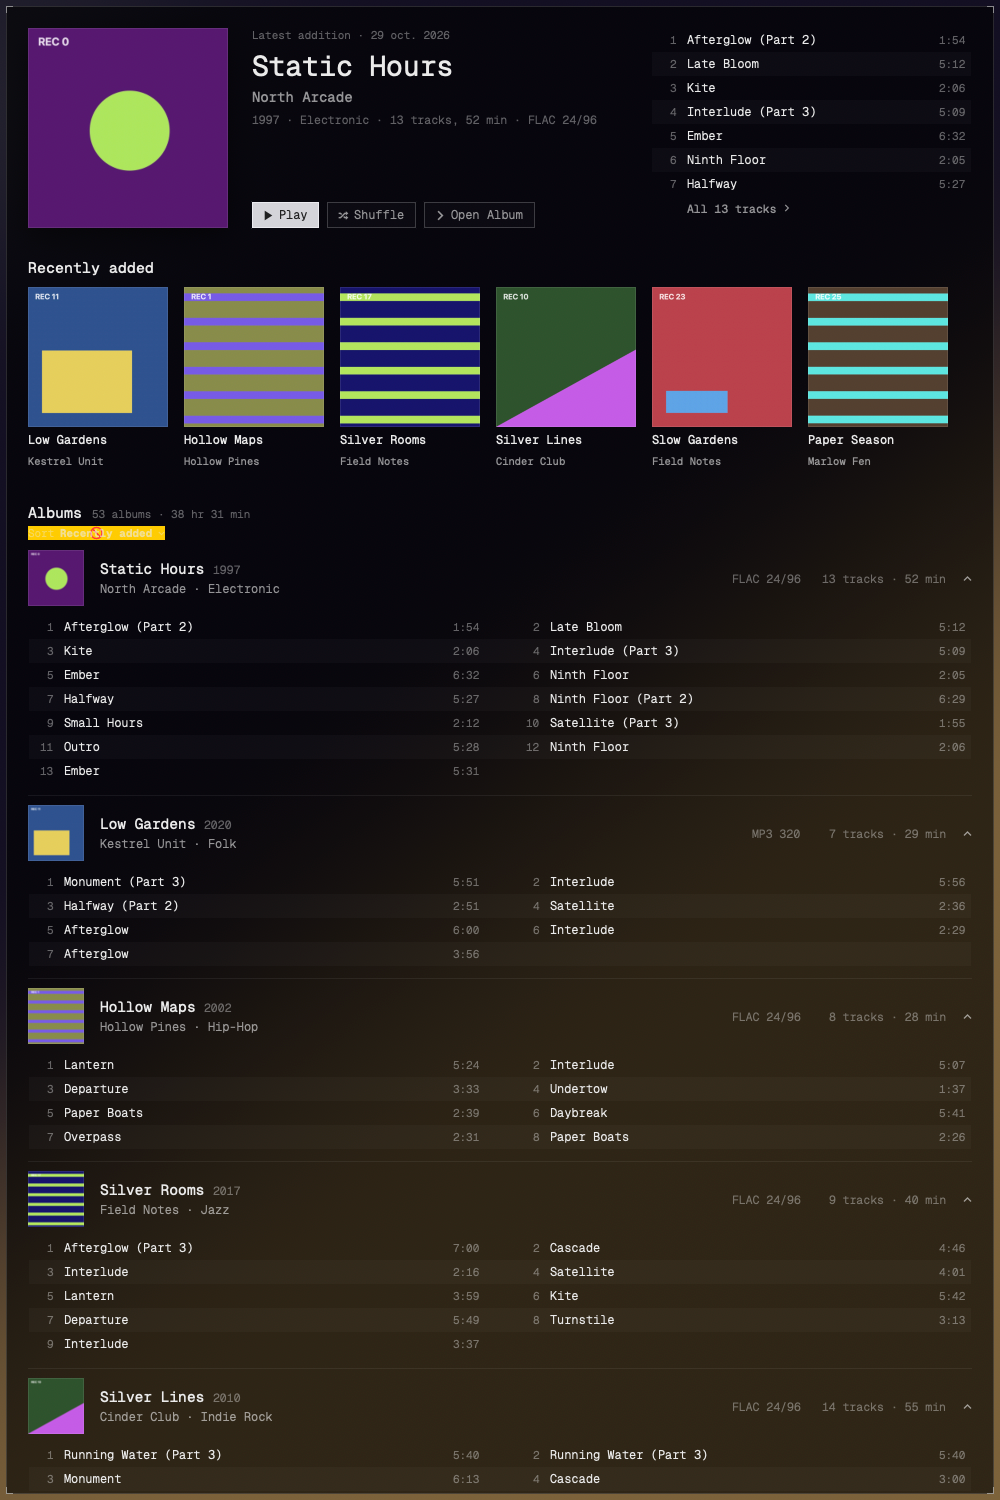 REC 0
Latest addition · 29 oct. 2026
Static Hours
North Arcade
1997 · Electronic · 13 tracks, 52 min · FLAC 24/96
Play
Shuffle
Open Album
1 Afterglow (Part 2) 1:54
2 Late Bloom 5:12
3 Kite 2:06
4 Interlude (Part 3) 5:09
5 Ember 6:32
6 Ninth Floor 2:05
7 Halfway 5:27
All 13 tracks
Recently added
REC 11
REC 1
REC 17
REC 10
REC 23
REC 25
Low Gardens
Kestrel Unit
Hollow Maps
Hollow Pines
Silver Rooms
Field Notes
Silver Lines
Cinder Club
Slow Gardens
Field Notes
Paper Season
Marlow Fen
Albums 53 albums · 38 hr 31 min
Sort Recently added
Static Hours 1997
North Arcade · Electronic
FLAC 24/96 13 tracks · 52 min
1 Afterglow (Part 2) 1:54
2 Late Bloom 5:12
3 Kite 2:06
4 Interlude (Part 3) 5:09
5 Ember 6:32
6 Ninth Floor 2:05
7 Halfway 5:27
8 Ninth Floor (Part 2) 6:29
9 Small Hours 2:12
10 Satellite (Part 3) 1:55
11 Outro 5:28
12 Ninth Floor 2:06
13 Ember 5:31
Low Gardens 2020
Kestrel Unit · Folk
MP3 320 7 tracks · 29 min
1 Monument (Part 3) 5:51
2 Interlude 5:56
3 Halfway (Part 2) 2:51
4 Satellite 2:36
5 Afterglow 6:00
6 Interlude 2:29
7 Afterglow 3:56
Hollow Maps 2002
Hollow Pines · Hip-Hop
FLAC 24/96 8 tracks · 28 min
1 Lantern 5:24
2 Interlude 5:07
3 Departure 3:33
4 Undertow 1:37
5 Paper Boats 2:39
6 Daybreak 5:41
7 Overpass 2:31
8 Paper Boats 2:26
Silver Rooms 2017
Field Notes · Jazz
FLAC 24/96 9 tracks · 40 min
1 Afterglow (Part 3) 7:00
2 Cascade 4:46
3 Interlude 2:16
4 Satellite 4:01
5 Lantern 3:59
6 Kite 5:42
7 Departure 5:49
8 Turnstile 3:13
9 Interlude 3:37
Silver Lines 2010
Cinder Club · Indie Rock
FLAC 24/96 14 tracks · 55 min
1 Running Water (Part 3) 5:40
2 Running Water (Part 3) 5:40
3 Monument 6:13
4 Cascade 3:00